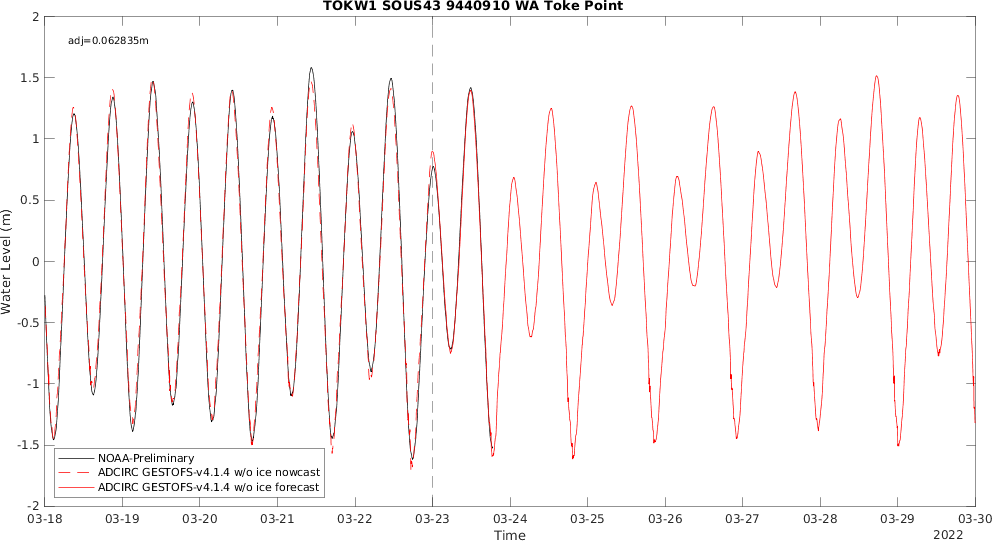 TOKW1 SOUS43 9440910 WA Toke Point
adj=0.062835m
Water Level (m)
2
1.5
1
0.5
0
-0.5
-1
-1.5
-2
NOAA-Preliminary
ADCIRC GESTOFS-v4.1.4 w/o ice nowcast
ADCIRC GESTOFS-v4.1.4 w/o ice forecast
03-18 03-19 03-20 03-21 03-22 03-23 03-24 03-25 03-26 03-27 03-28 03-29 03-30
Time
2022